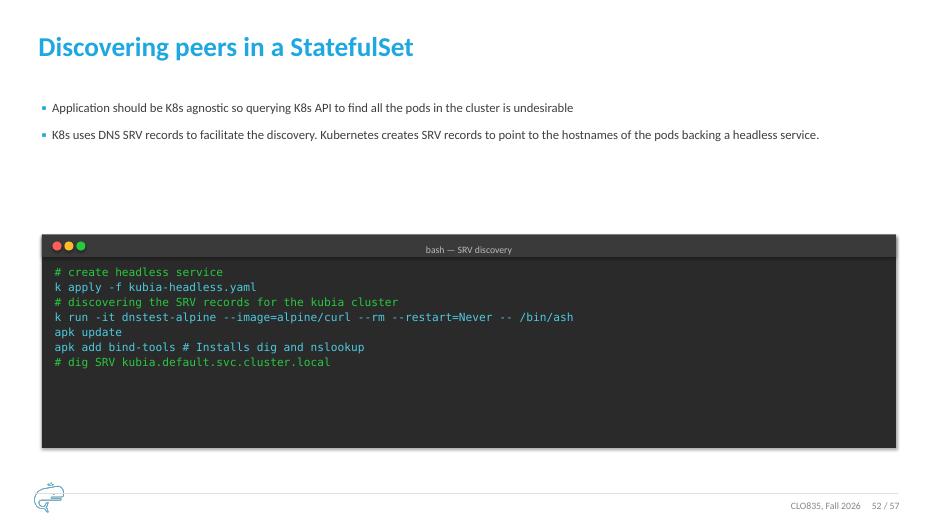 Discovering peers in a StatefulSet
▪ Application should be K8s agnostic so querying K8s API to find all the pods in the cluster is undesirable
▪ K8s uses DNS SRV records to facilitate the discovery. Kubernetes creates SRV records to point to the hostnames of the pods backing a headless service.
bash — SRV discovery
# create headless service
k apply -f kubia-headless.yaml
# discovering the SRV records for the kubia cluster
k run -it dnstest-alpine --image=alpine/curl --rm --restart=Never -- /bin/ash
apk update
apk add bind-tools # Installs dig and nslookup
# dig SRV kubia.default.svc.cluster.local
CLO835, Fall 2026 52 / 57